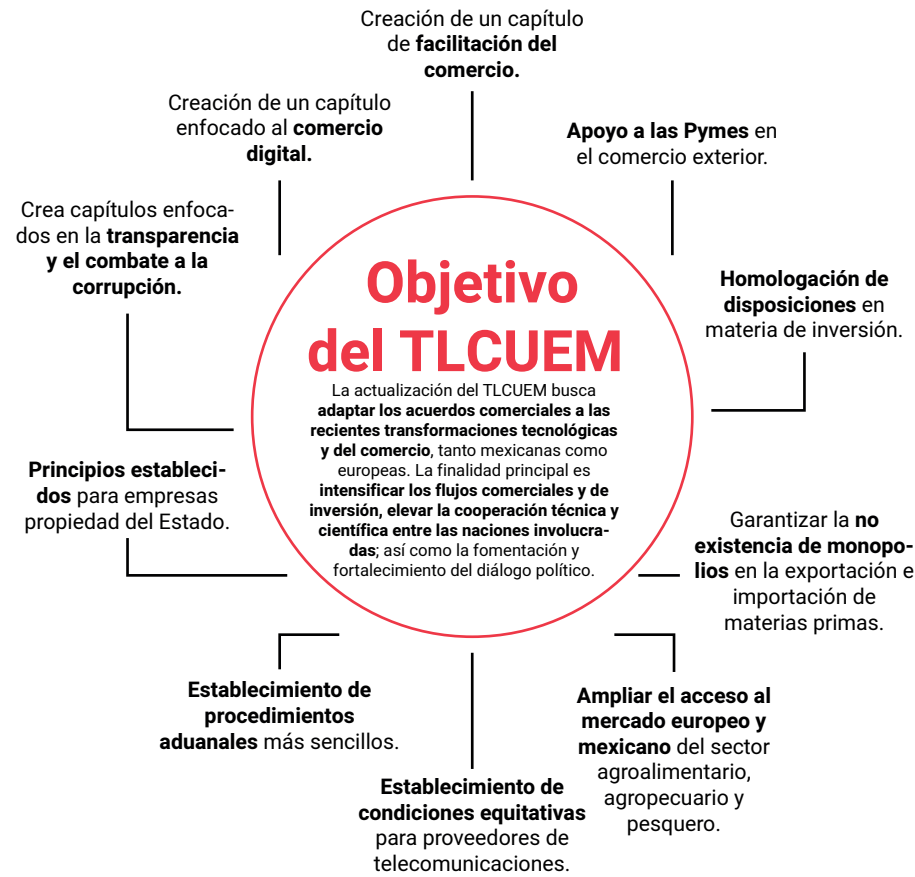 Creación de un capítulo
de facilitación del
comercio.
Creación de un capítulo
enfocado al comercio
digital.
Apoyo a las Pymes en
el comercio exterior.
Crea capítulos enfoca-
dos en la transparencia
y el combate a la
corrupción.
Homologación de
disposiciones en
materia de inversión.
Objetivo
del TLCUEM
La actualización del TLCUEM busca
adaptar los acuerdos comerciales a las
recientes transformaciones tecnológicas
y del comercio, tanto mexicanas como
europeas. La finalidad principal es
intensificar los flujos comerciales y de
inversión, elevar la cooperación técnica y
científica entre las naciones involucra-
das; así como la fomentación y
fortalecimiento del diálogo político.
Principios estableci-
dos para empresas
propiedad del Estado.
Garantizar la no
existencia de monopo-
lios en la exportación e
importación de
materias primas.
Establecimiento de
procedimientos
aduanales más sencillos.
Establecimiento de
condiciones equitativas
para proveedores de
telecomunicaciones.
Ampliar el acceso al
mercado europeo y
mexicano del sector
agroalimentario,
agropecuario y
pesquero.